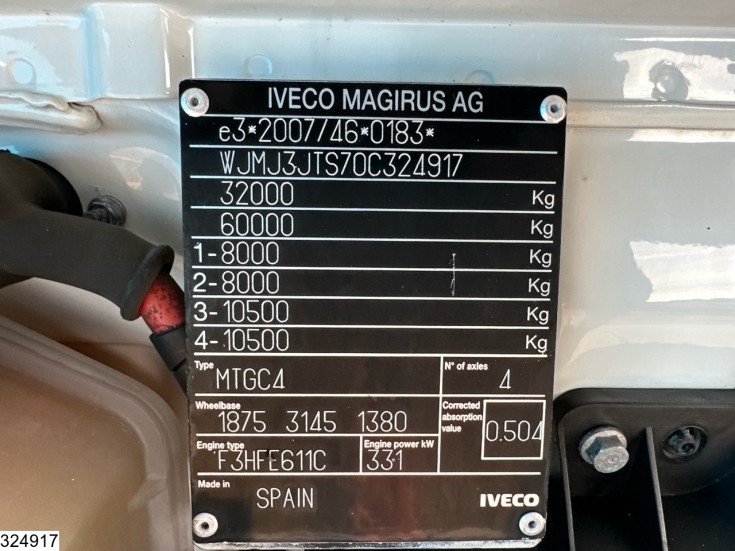 IVECO MAGIRUS AG
e3*2007/46*0183*
WJMJ3JTS70C324917
32000 Kg
60000 Kg
1-8000 Kg
2-8000 Kg
3-10500 Kg
4-10500 Kg
Type MTGC4 N° of axles 4
Wheelbase 1875 3145 1380 Corrected absorption value 0.504
Engine type F3HFE611C Engine power kW 331
Made in SPAIN IVECO
324917